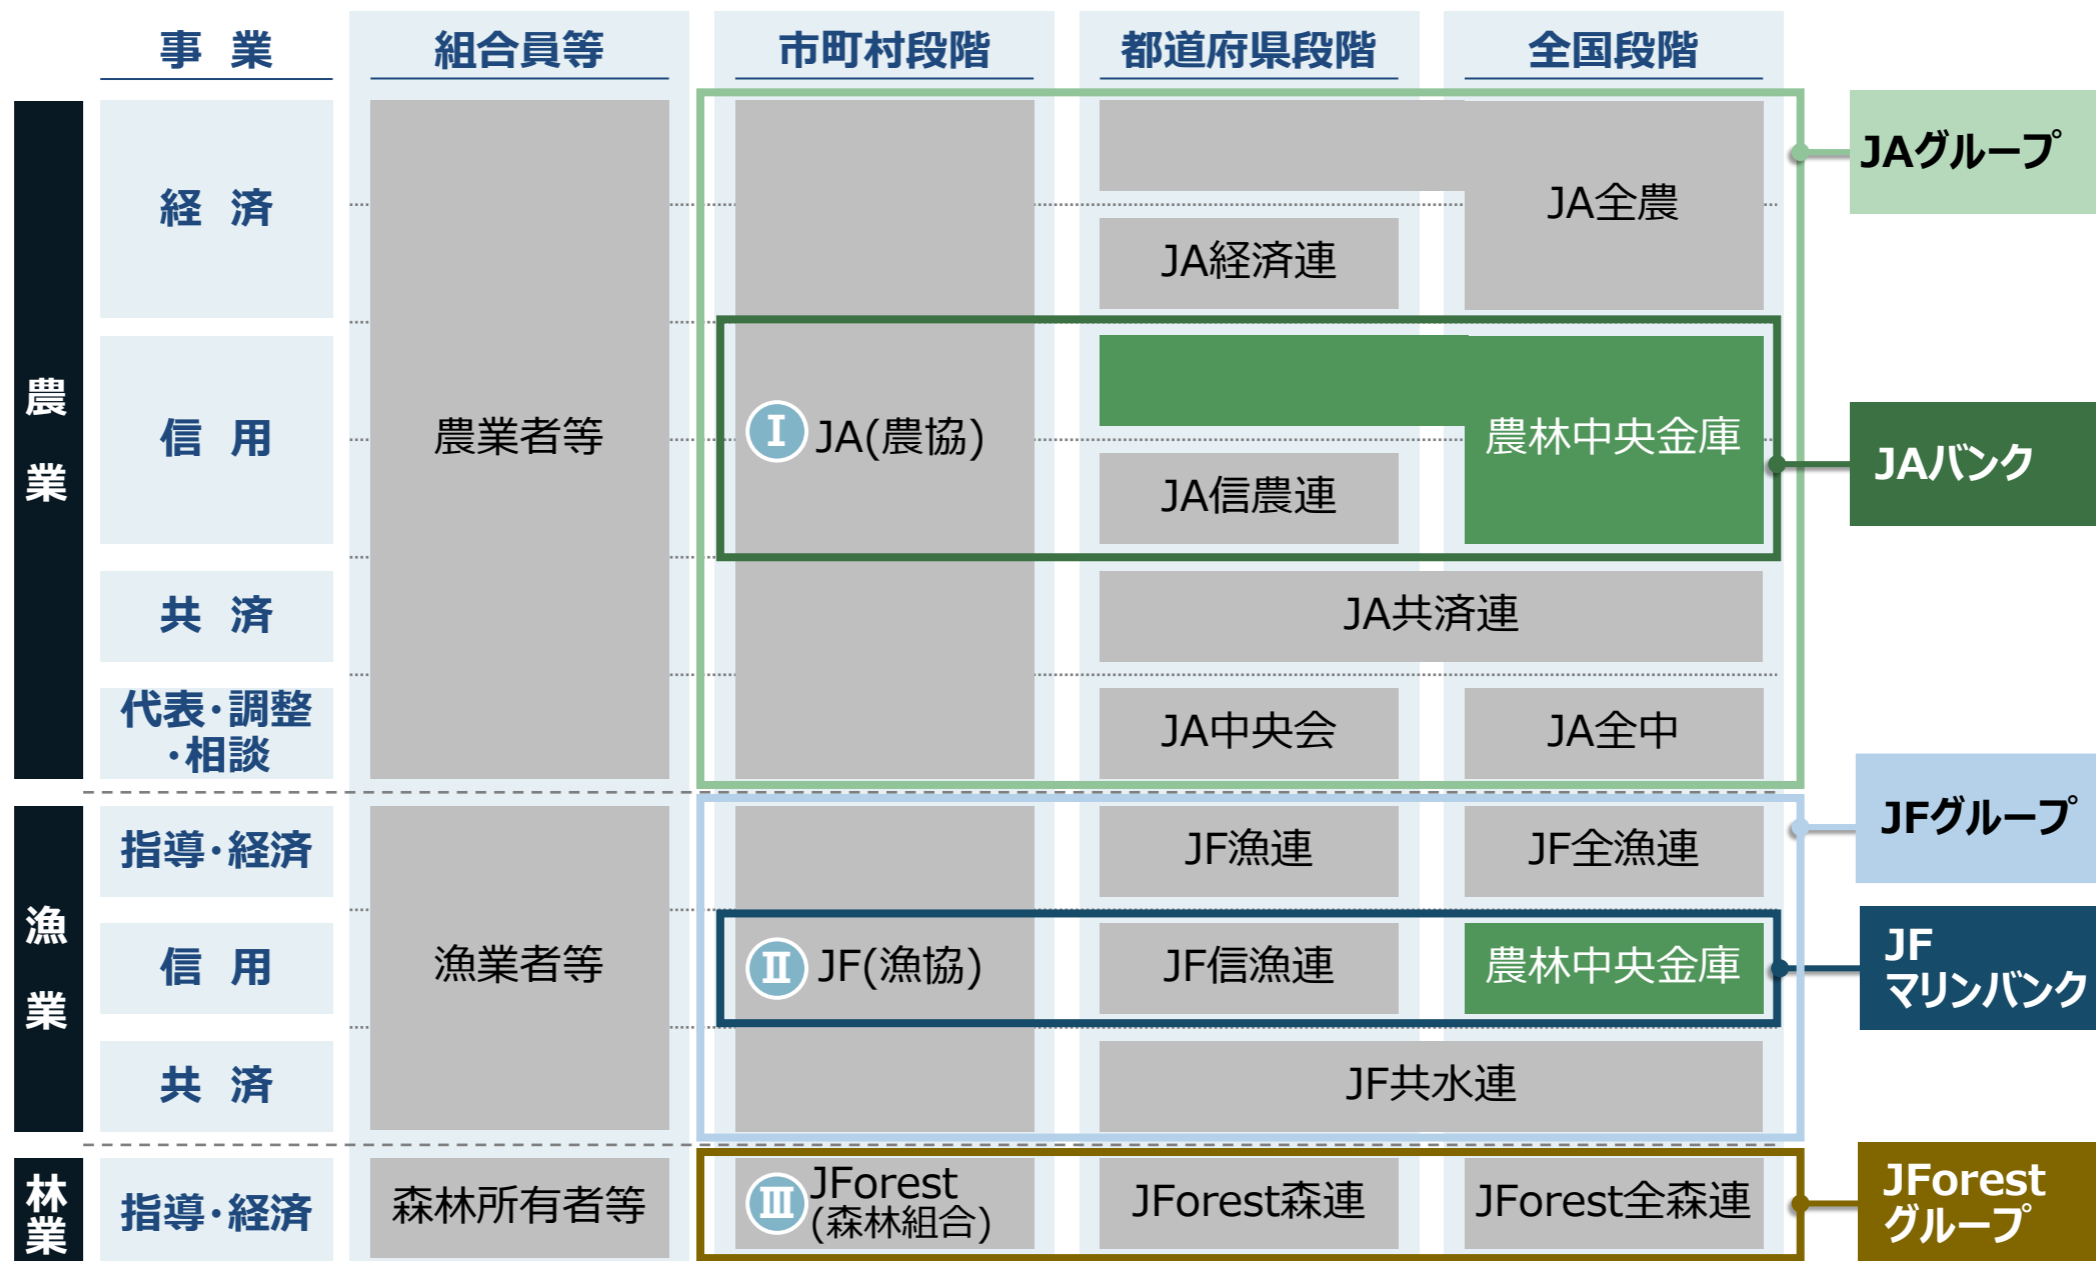 事 業
組合員等
市町村段階
都道府県段階
全国段階
農業
経 済
JA全農
JA経済連
JAグループ
信 用
農業者等
Ⅰ JA(農協)
農林中央金庫
JA信農連
JAバンク
共 済
JA共済連
代表・調整
・相談
JA中央会
JA全中
漁業
指導・経済
JF漁連
JF全漁連
JFグループ
信 用
漁業者等
Ⅱ JF(漁協)
JF信漁連
農林中央金庫
JF
マリンバンク
共 済
JF共水連
林業
指導・経済
森林所有者等
Ⅲ JForest
(森林組合)
JForest森連
JForest全森連
JForest
グループ